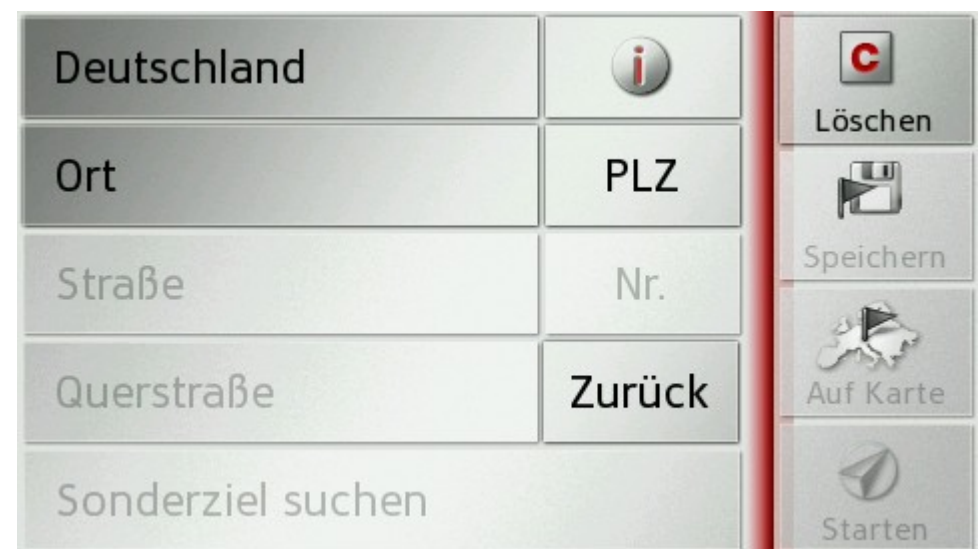 Deutschland
Ort
PLZ
Straße
Nr.
Querstraße
Zurück
Sonderziel suchen
C
Löschen
Speichern
Auf Karte
Starten